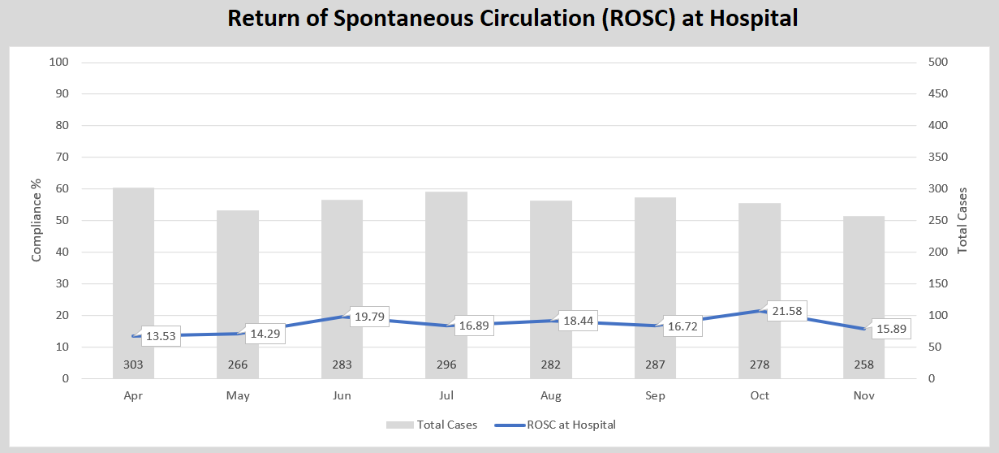 Return of Spontaneous Circulation (ROSC) at Hospital
100 500
90 450
80 400
70 350
60 300
50 250
40 200
30 150
20 100
10 50
0 0
Compliance %
Total Cases
13.53 14.29 19.79 16.89 18.44 16.72 21.58 15.89
303 266 283 296 282 287 278 258
Apr May Jun Jul Aug Sep Oct Nov
Total Cases ROSC at Hospital